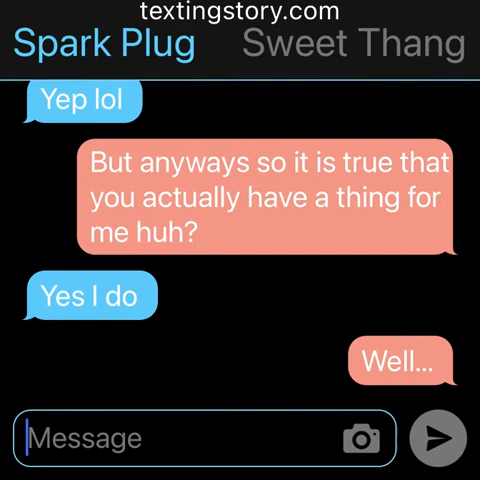 textingstory.com
Spark Plug Sweet Thang
Yep lol
But anyways so it is true that
you actually have a thing for
me huh?
Yes I do
Well...
Message